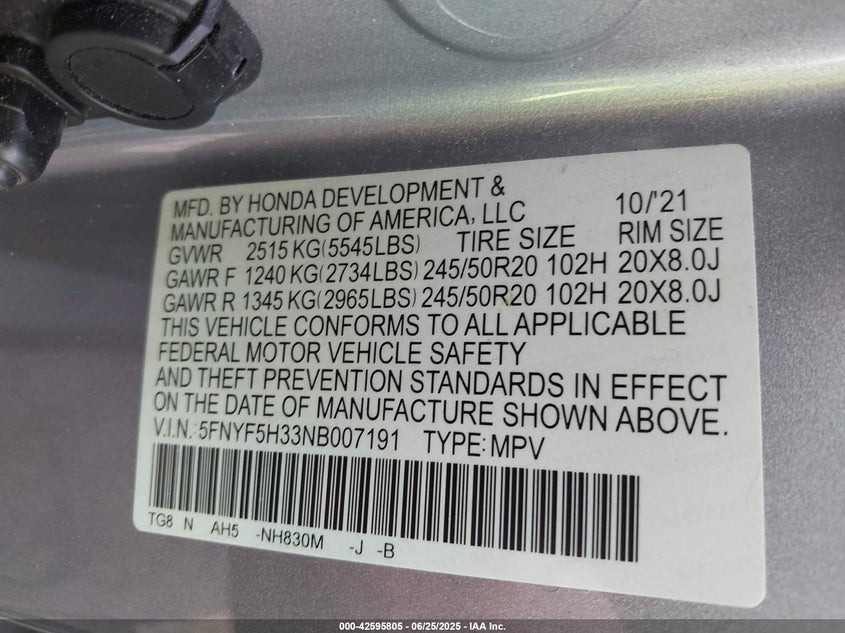 MFD. BY HONDA DEVELOPMENT &
MANUFACTURING OF AMERICA, LLC 10/'21
GVWR 2515 KG(5545LBS) TIRE SIZE RIM SIZE
GAWR F 1240 KG(2734LBS) 245/50R20 102H 20X8.0J
GAWR R 1345 KG(2965LBS) 245/50R20 102H 20X8.0J
THIS VEHICLE CONFORMS TO ALL APPLICABLE
FEDERAL MOTOR VEHICLE SAFETY
AND THEFT PREVENTION STANDARDS IN EFFECT
ON THE DATE OF MANUFACTURE SHOWN ABOVE.
V.I.N.: 5FNYF5H33NB007191 TYPE: MPV
TG8 N AH5 -NH830M -J -B
000-42595805 - 06/25/2025 - IAA Inc.